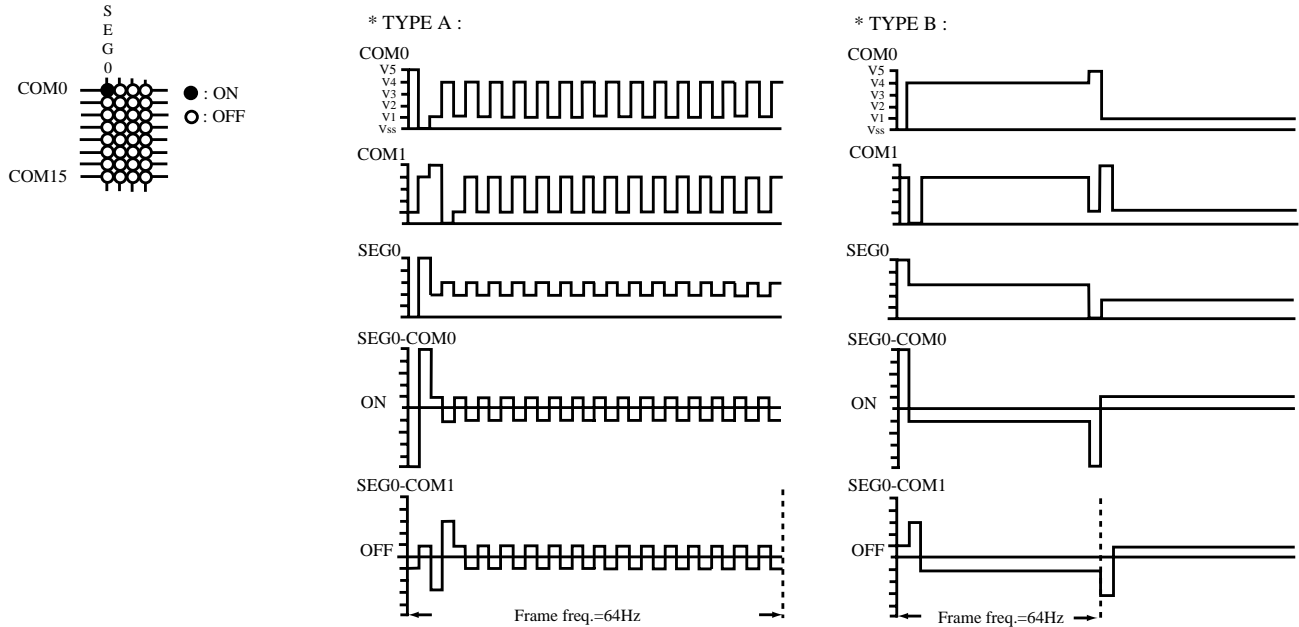 S
E
G
0
COM0
COM15
● : ON
○ : OFF
* TYPE A :
COM0
V5
V4
V3
V2
V1
Vss
COM1
SEG0
SEG0-COM0
ON
SEG0-COM1
OFF
Frame freq.=64Hz
* TYPE B :
COM0
V5
V4
V3
V2
V1
Vss
COM1
SEG0
SEG0-COM0
ON
SEG0-COM1
OFF
Frame freq.=64Hz